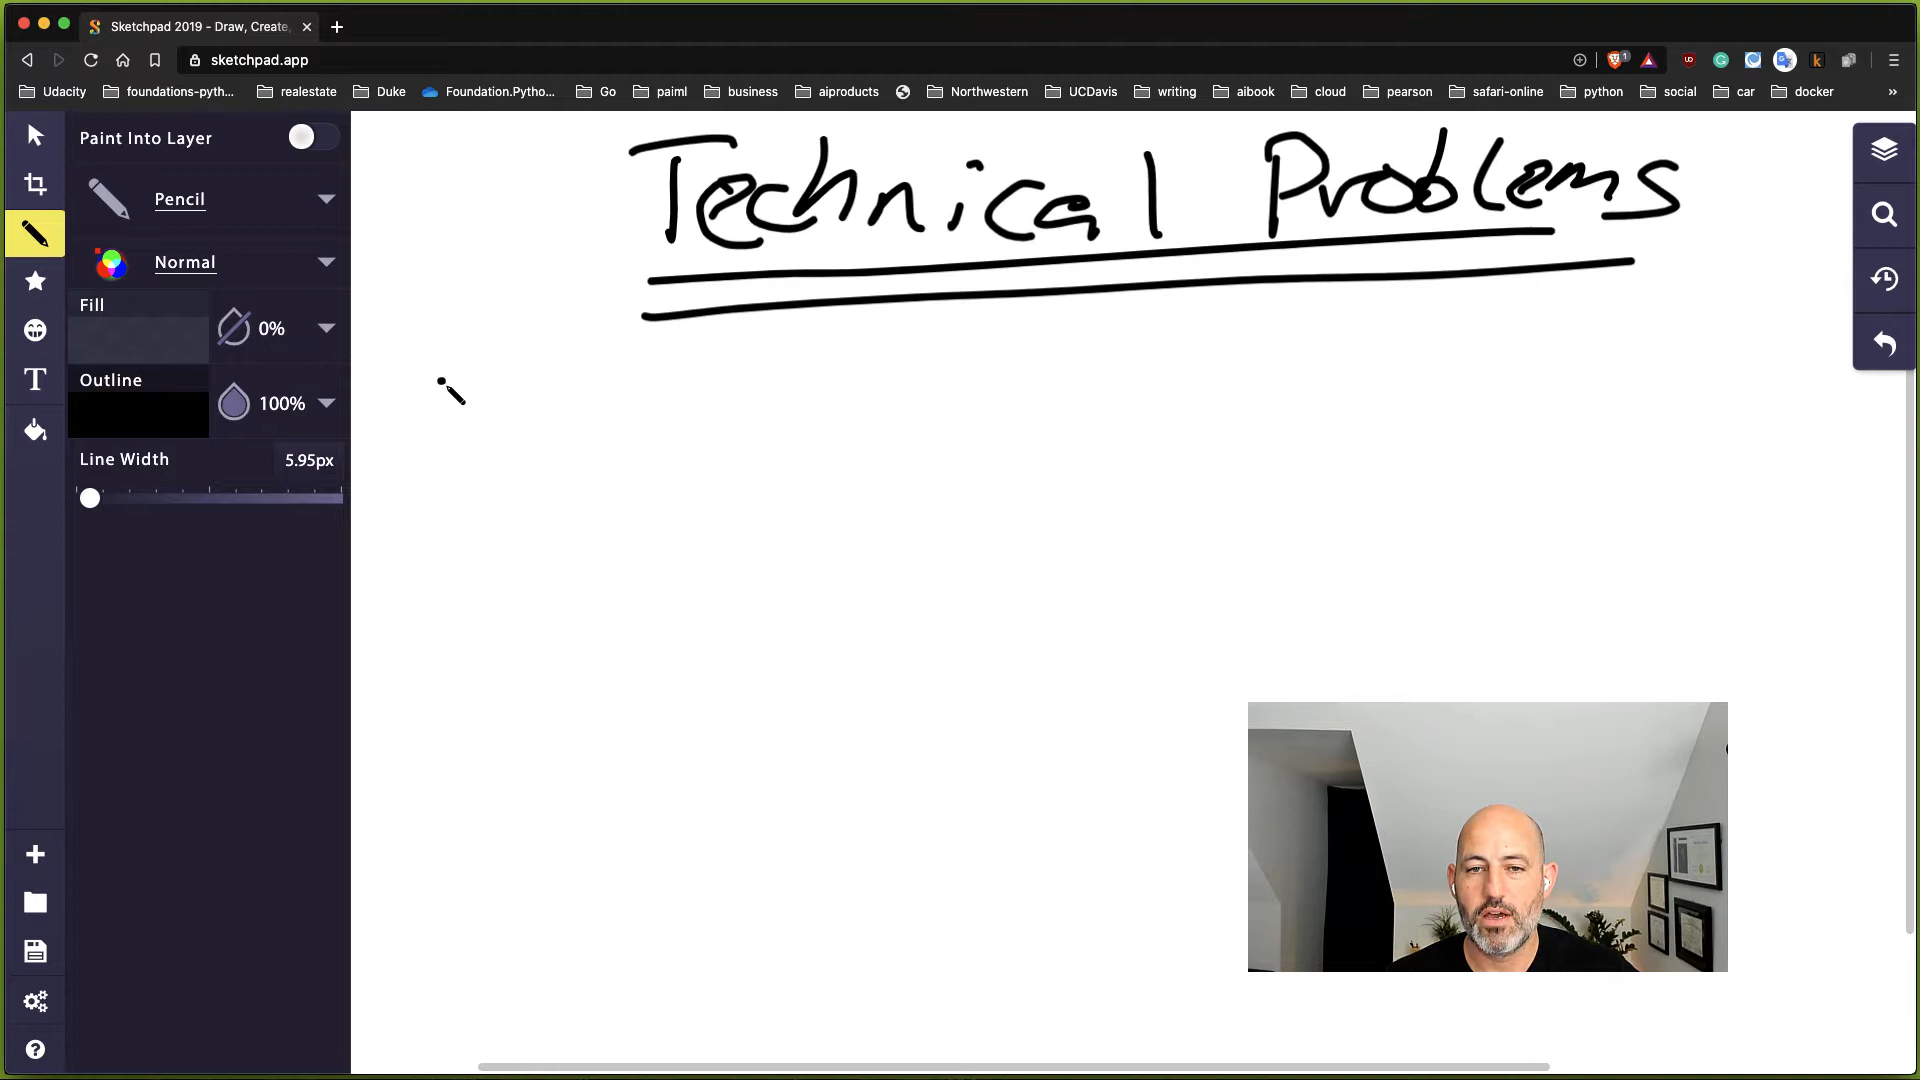 Sketchpad 2019 - Draw, Create,
sketchpad.app
1
Udacity foundations-pyth... realestate Duke Foundation.Pytho... Go paiml business aiproducts Northwestern UCDavis writing aibook cloud pearson safari-online python social car docker »
Paint Into Layer
Technical Problems
Pencil
Normal
Fill
0%
Outline
100%
Line Width 5.95px